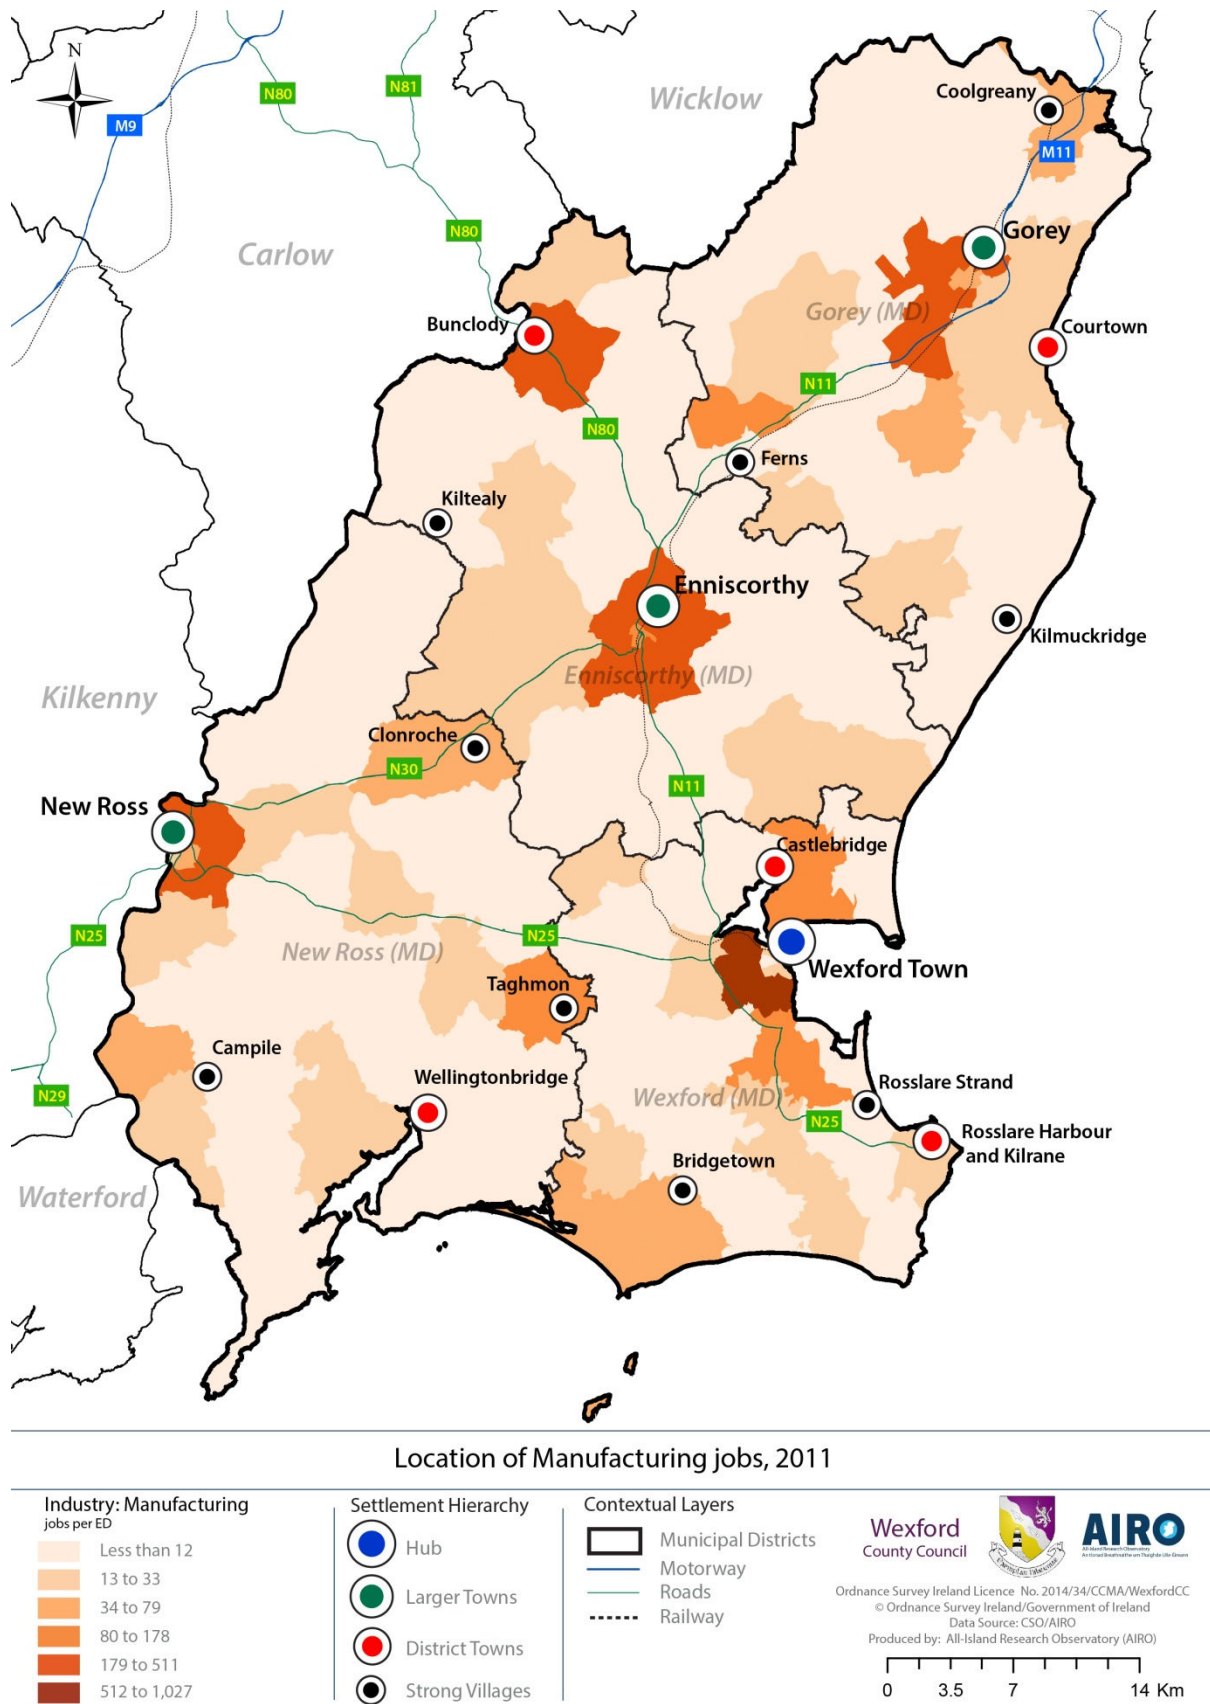 N
N80
N81
Wicklow
Coolgreany
M9
M11
N80
Carlow
Gorey
Bunclody
Gorey (MD)
Courtown
N11
N80
Ferns
Kiltealy
Enniscorthy
Kilmuckridge
Enniscorthy (MD)
Kilkenny
Clonroche
N30
N11
New Ross
Castlebridge
N25
N25
New Ross (MD)
Wexford Town
Taghmon
Campile
Wellingtonbridge
Rosslare Strand
N29
Wexford (MD)
N25
Rosslare Harbour
and Kilrane
Bridgetown
Waterford
Location of Manufacturing jobs, 2011
Industry: Manufacturing
jobs per ED
Less than 12
13 to 33
34 to 79
80 to 178
179 to 511
512 to 1,027
Settlement Hierarchy
Hub
Larger Towns
District Towns
Strong Villages
Contextual Layers
Municipal Districts
Motorway
Roads
Railway
Wexford
County Council
AIRO
All-Island Research Observatory
Ordnance Survey Ireland Licence No. 2014/34/CCMA/WexfordCC
© Ordnance Survey Ireland/Government of Ireland
Data Source: CSO/AIRO
Produced by: All-Island Research Observatory (AIRO)
0 3.5 7 14 Km